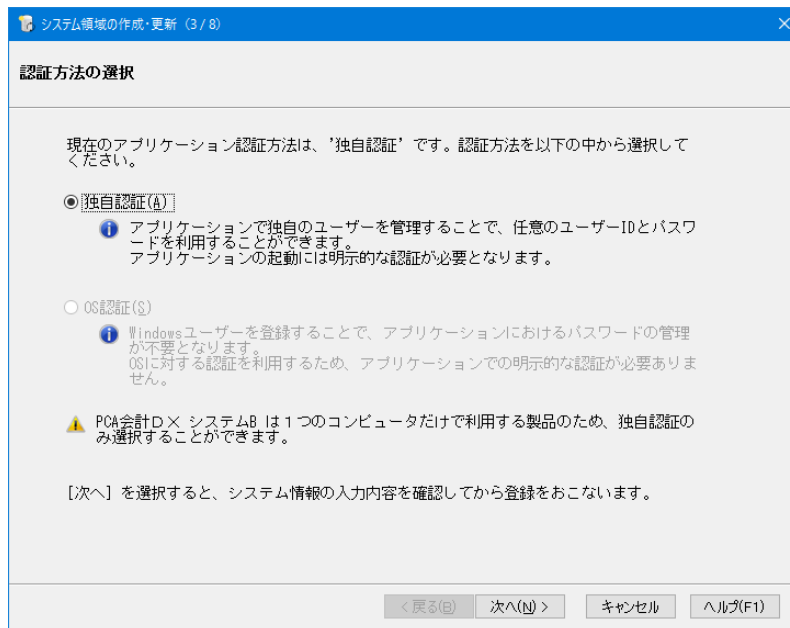 システム領域の作成・更新 (3/8)
認証方法の選択
現在のアプリケーション認証方法は、'独自認証' です。認証方法を以下の中から選択して
ください。
独自認証(A)
アプリケーションで独自のユーザーを管理することで、任意のユーザーIDとパスワ
ードを利用することができます。
アプリケーションの起動には明示的な認証が必要となります。
OS認証(S)
Windowsユーザーを登録することで、アプリケーションにおけるパスワードの管理
が不要となります。
OSに対する認証を利用するため、アプリケーションでの明示的な認証が必要ありま
せん。
PCA会計DX システムB は1つのコンピュータだけで利用する製品のため、独自認証の
み選択することができます。
[次へ] を選択すると、システム情報の入力内容を確認してから登録をおこないます。
<戻る(B) 次へ(N)> キャンセル ヘルプ(F1)